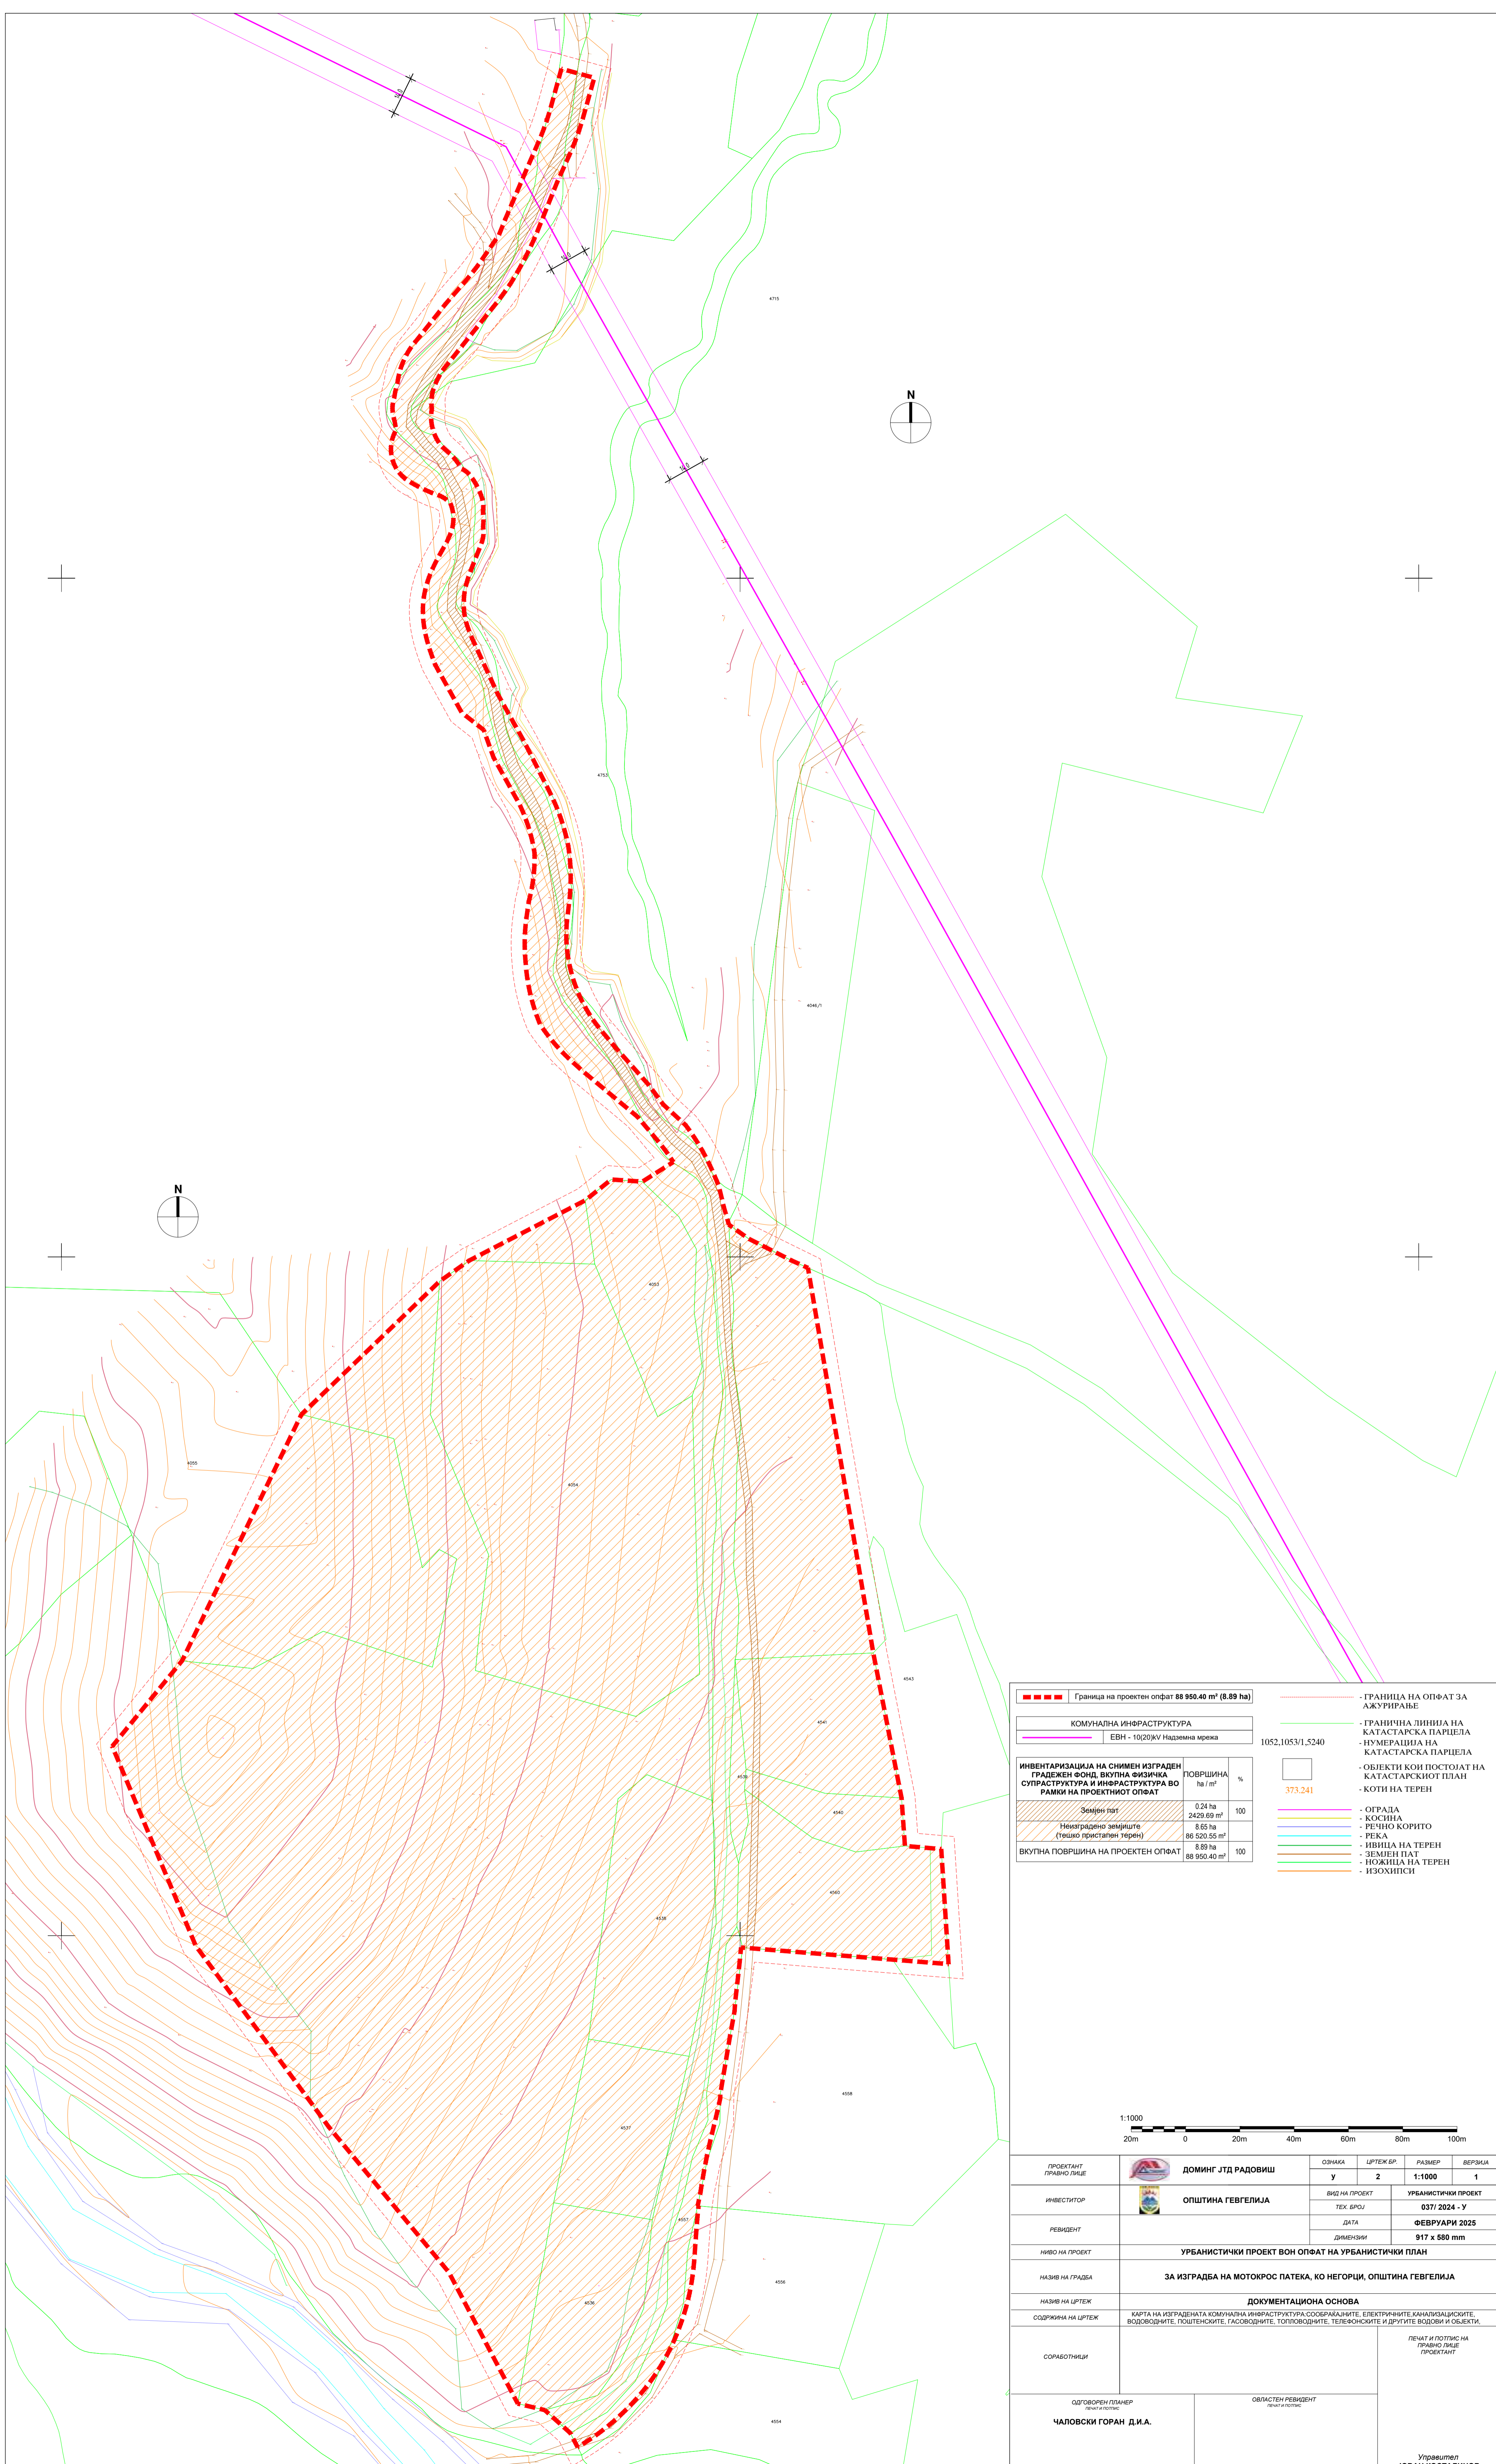 14.0
14.0
N
4715
14.0
4753
4046/1
N
4053
4055
4054
4543
4541
4539
4540
4560
4538
4558
4537
4557
4556
4536
4554
Граница на проектен опфат 88 950.40 m² (8.89 ha)
КОМУНАЛНА ИНФРАСТРУКТУРА
ЕВН - 10(20)kV Надземна мрежа
ИНВЕНТАРИЗАЦИЈА НА СНИМЕН ИЗГРАДЕН
ГРАДЕЖЕН ФОНД, ВКУПНА ФИЗИЧКА
СУПРАСТРУКТУРА И ИНФРАСТРУКТУРА ВО
РАМКИ НА ПРОЕКТНИОТ ОПФАТ
ПОВРШИНА
ha / m²
%
Земјен пат
0.24 ha
2429.69 m²
100
Неизградено земјиште
(тешко пристапен терен)
8.65 ha
86 520.55 m²
ВКУПНА ПОВРШИНА НА ПРОЕКТЕН ОПФАТ
8.89 ha
88 950.40 m²
100
- ГРАНИЦА НА ОПФАТ ЗА
АЖУРИРАЊЕ
- ГРАНИЧНА ЛИНИЈА НА
КАТАСТАРСКА ПАРЦЕЛА
1052,1053/1,5240
- НУМЕРАЦИЈА НА
КАТАСТАРСКА ПАРЦЕЛА
- ОБЈЕКТИ КОИ ПОСТОЈАТ НА
КАТАСТАРСКИОТ ПЛАН
373.241
- КОТИ НА ТЕРЕН
- ОГРАДА
- КОСИНА
- РЕЧНО КОРИТО
- РЕКА
- ИВИЦА НА ТЕРЕН
- ЗЕМЈЕН ПАТ
- НОЖИЦА НА ТЕРЕН
- ИЗОХИПСИ
1:1000
20m 0 20m 40m 60m 80m 100m
ПРОЕКТАНТ
ПРАВНО ЛИЦЕ
ДОМИНГ ЈТД РАДОВИШ
ОЗНАКА ЦРТЕЖ БР. РАЗМЕР ВЕРЗИЈА
У 2 1:1000 1
ИНВЕСТИТОР
ОПШТИНА ГЕВГЕЛИЈА
ВИД НА ПРОЕКТ УРБАНИСТИЧКИ ПРОЕКТ
ТЕХ. БРОЈ 037/ 2024 - У
РЕВИДЕНТ
ДАТА ФЕВРУАРИ 2025
ДИМЕНЗИИ 917 x 580 mm
НИВО НА ПРОЕКТ УРБАНИСТИЧКИ ПРОЕКТ ВОН ОПФАТ НА УРБАНИСТИЧКИ ПЛАН
НАЗИВ НА ГРАДБА ЗА ИЗГРАДБА НА МОТОКРОС ПАТЕКА, КО НЕГОРЦИ, ОПШТИНА ГЕВГЕЛИЈА
НАЗИВ НА ЦРТЕЖ ДОКУМЕНТАЦИОНА ОСНОВА
СОДРЖИНА НА ЦРТЕЖ
КАРТА НА ИЗГРАДЕНАТА КОМУНАЛНА ИНФРАСТРУКТУРА:СООБРАЌАЈНИТЕ, ЕЛЕКТРИЧНИТЕ,КАНАЛИЗАЦИСКИТЕ,
ВОДОВОДНИТЕ, ПОШТЕНСКИТЕ, ГАСОВОДНИТЕ, ТОПЛОВОДНИТЕ, ТЕЛЕФОНСКИТЕ И ДРУГИТЕ ВОДОВИ И ОБЈЕКТИ,
СОРАБОТНИЦИ
ПЕЧАТ И ПОТПИС НА
ПРАВНО ЛИЦЕ
ПРОЕКТАНТ
ОДГОВОРЕН ПЛАНЕР
ПЕЧАТ И ПОТПИС
ОВЛАСТЕН РЕВИДЕНТ
ПЕЧАТ И ПОТПИС
ЧАЛОВСКИ ГОРАН Д.И.А.
Управител